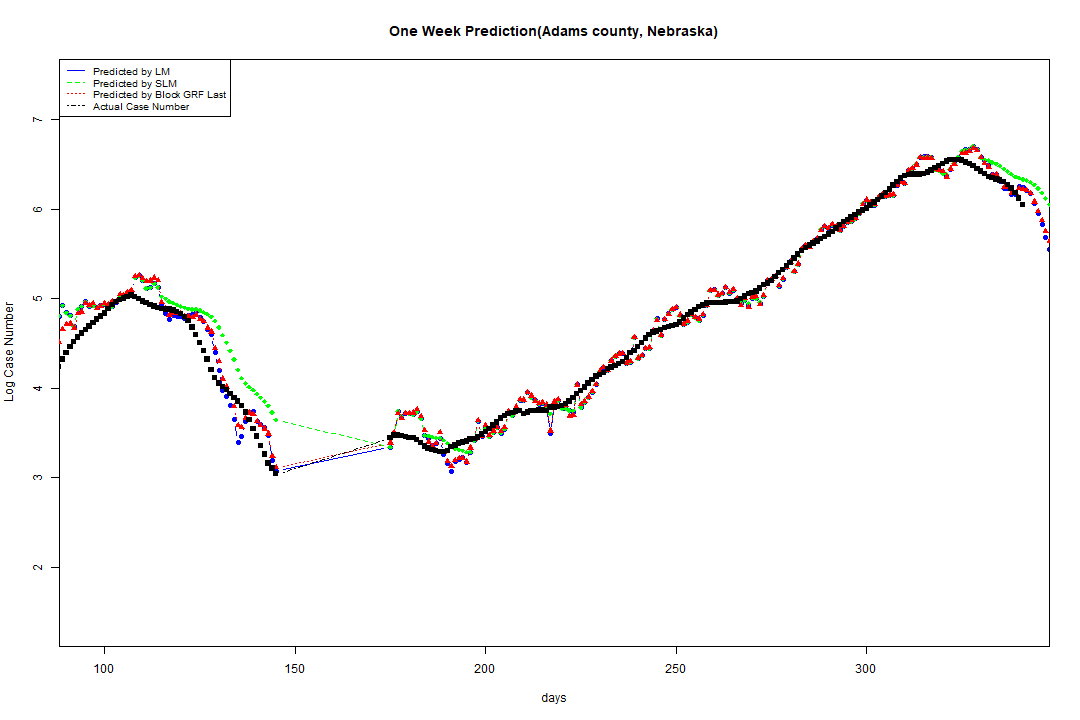 One Week Prediction(Adams county, Nebraska)
Predicted by LM
Predicted by SLM
Predicted by Block GRF Last
Actual Case Number
Log Case Number
7
6
5
4
3
2
100 150 200 250 300
days